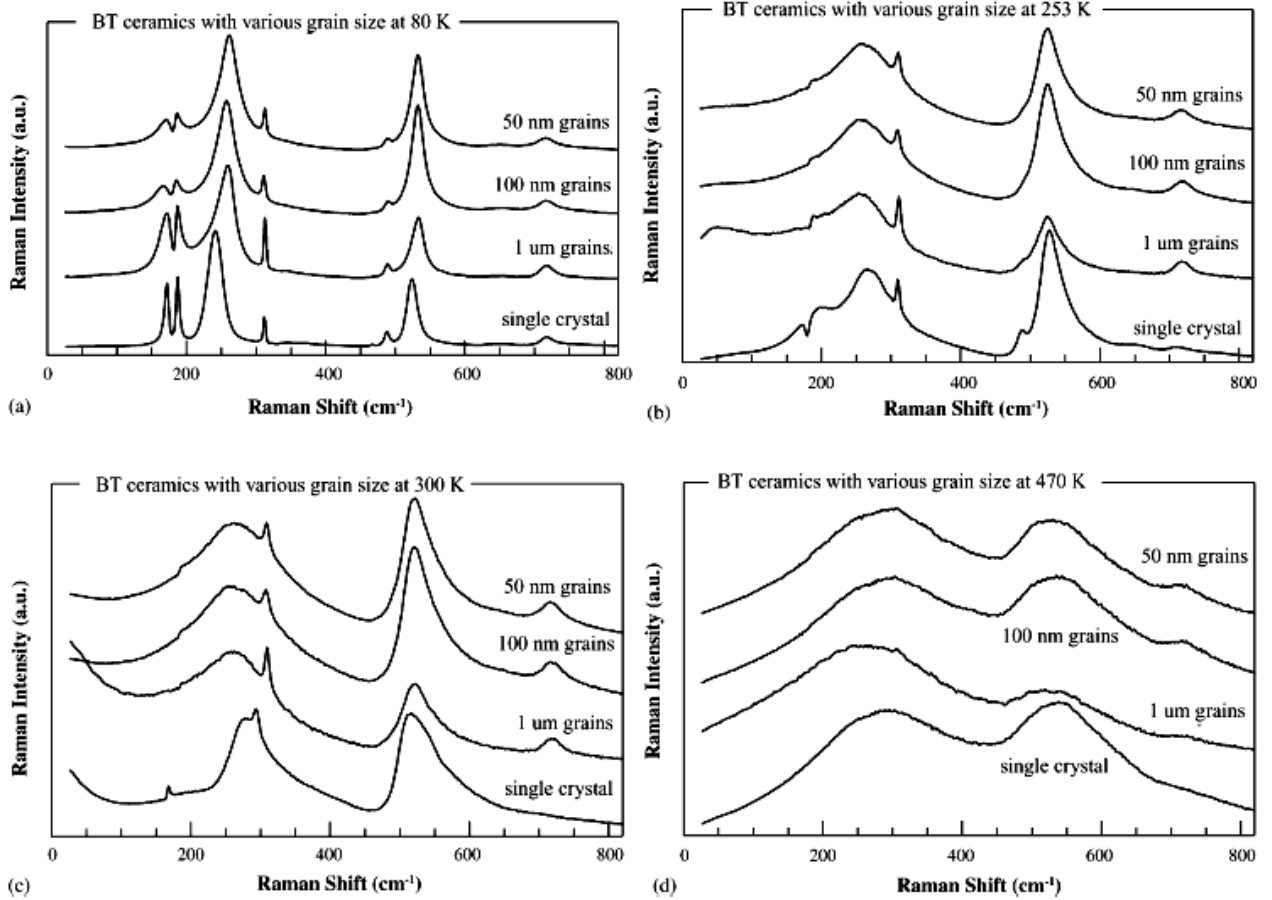 BT ceramics with various grain size at 80 K
Raman Intensity (a.u.)
50 nm grains
100 nm grains
1 um grains
single crystal
0 200 400 600 800
Raman Shift (cm⁻¹)
(a)
BT ceramics with various grain size at 253 K
Raman Intensity (a.u.)
50 nm grains
100 nm grains
1 um grains
single crystal
0 200 400 600 800
Raman Shift (cm⁻¹)
(b)
BT ceramics with various grain size at 300 K
Raman Intensity (a.u.)
50 nm grains
100 nm grains
1 um grains
single crystal
0 200 400 600 800
Raman Shift (cm⁻¹)
(c)
BT ceramics with various grain size at 470 K
Raman Intensity (a.u.)
50 nm grains
100 nm grains
1 um grains
single crystal
0 200 400 600 800
Raman Shift (cm⁻¹)
(d)